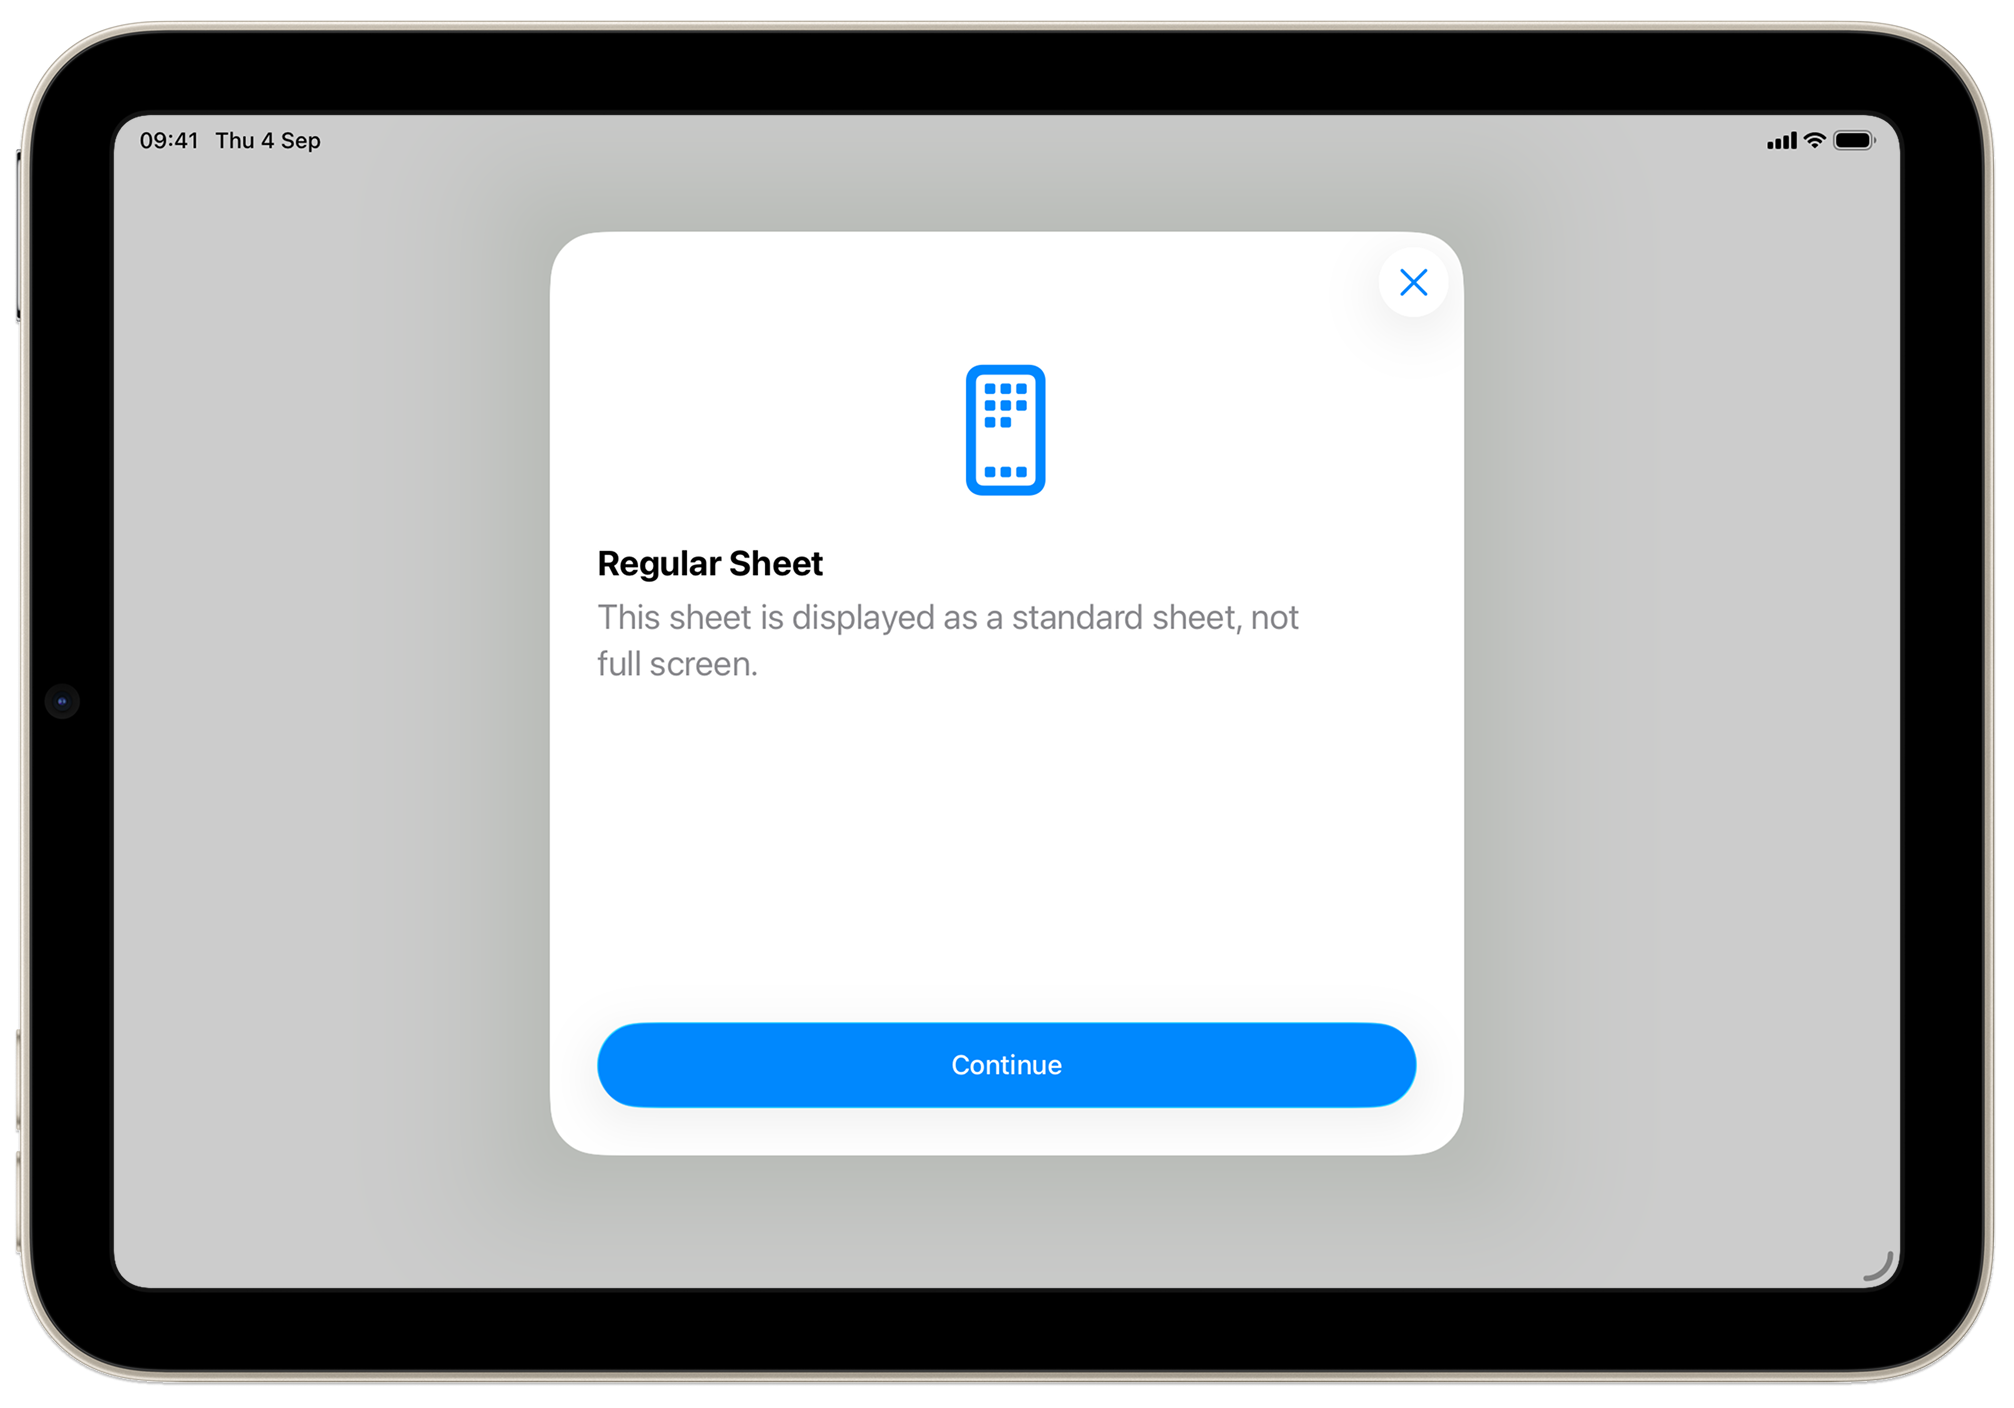 09:41 Thu 4 Sep
Regular Sheet
This sheet is displayed as a standard sheet, not
full screen.
Continue